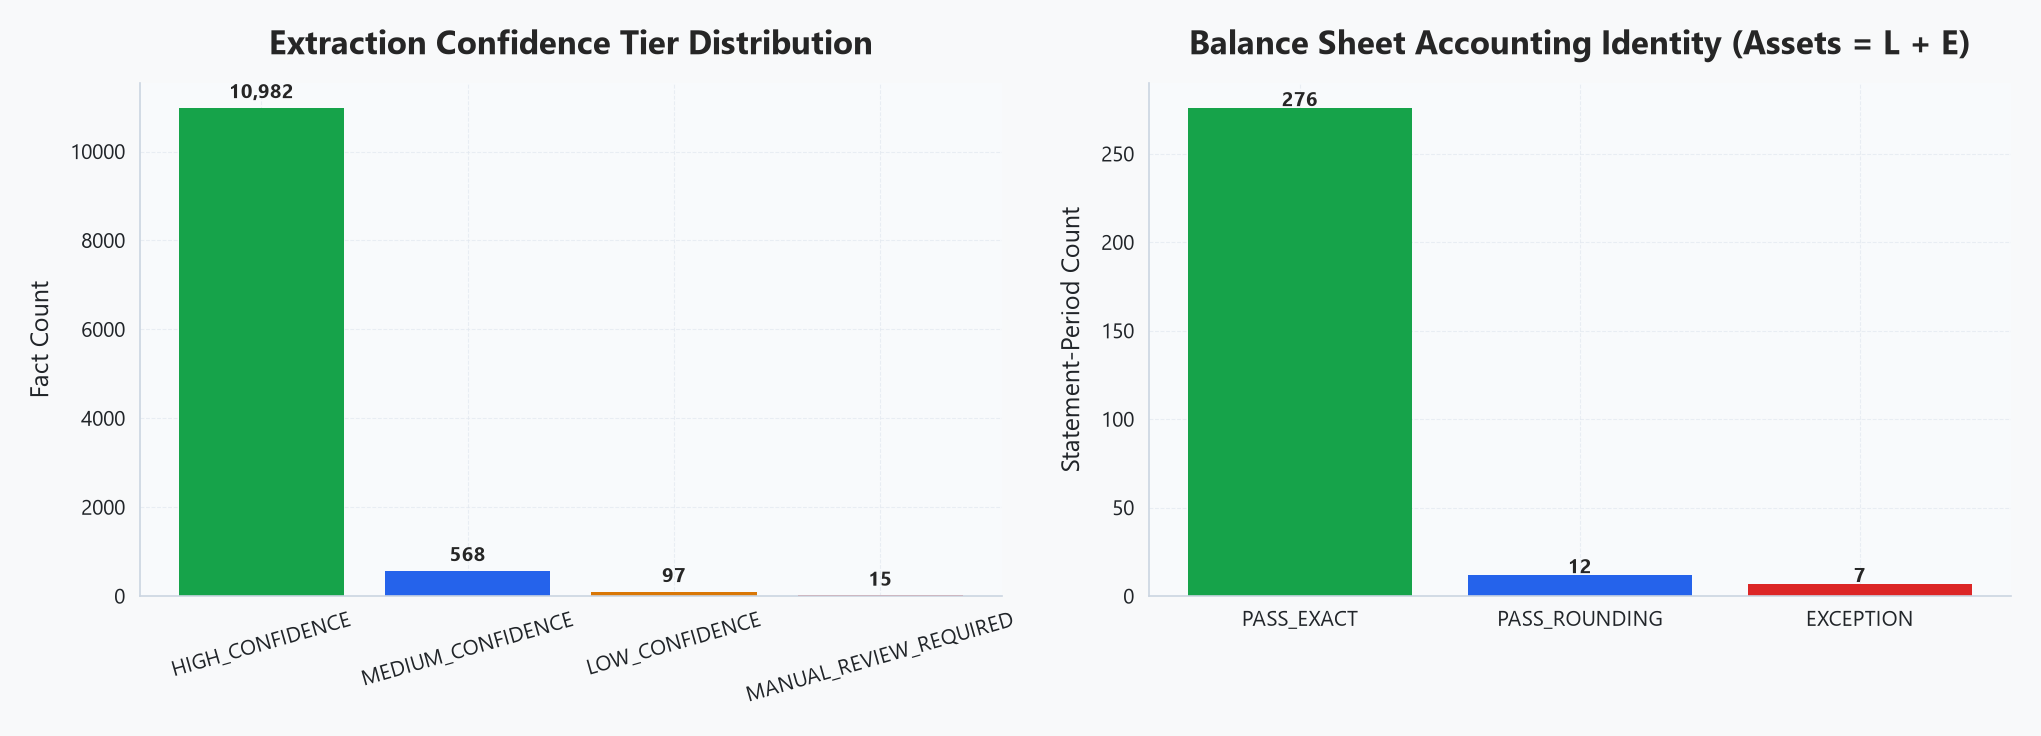 Extraction Confidence Tier Distribution
Fact Count
10000
8000
6000
4000
2000
0
10,982
568
97
15
HIGH_CONFIDENCE
MEDIUM_CONFIDENCE
LOW_CONFIDENCE
MANUAL_REVIEW_REQUIRED
Balance Sheet Accounting Identity (Assets = L + E)
Statement-Period Count
250
200
150
100
50
0
276
12
7
PASS_EXACT
PASS_ROUNDING
EXCEPTION